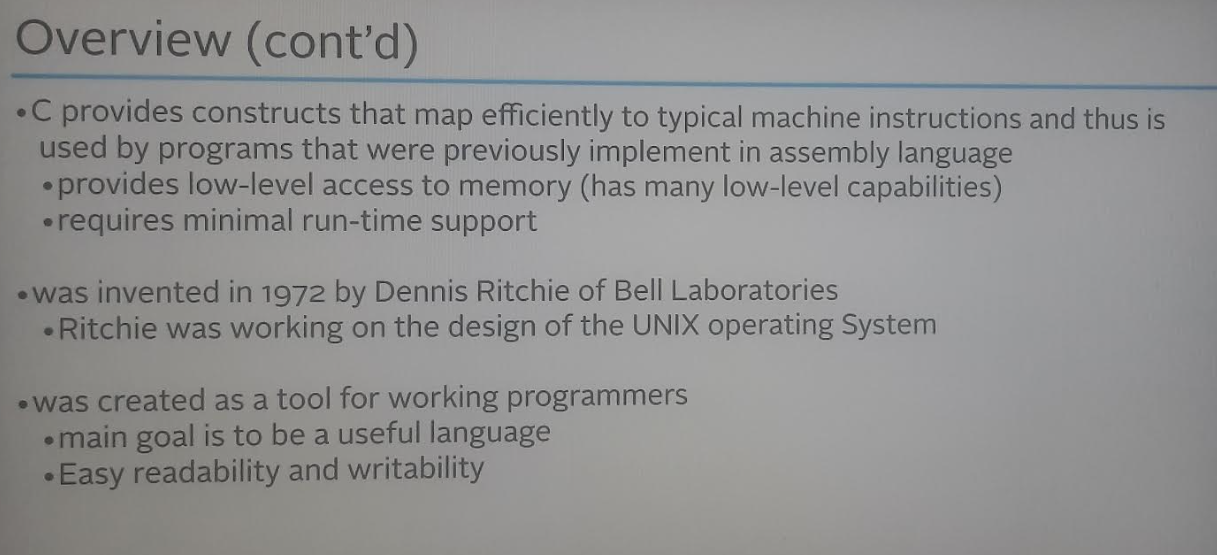 Overview (cont'd)
•C provides constructs that map efficiently to typical machine instructions and thus is
used by programs that were previously implement in assembly language
•provides low-level access to memory (has many low-level capabilities)
•requires minimal run-time support
•was invented in 1972 by Dennis Ritchie of Bell Laboratories
•Ritchie was working on the design of the UNIX operating System
•was created as a tool for working programmers
•main goal is to be a useful language
•Easy readability and writability